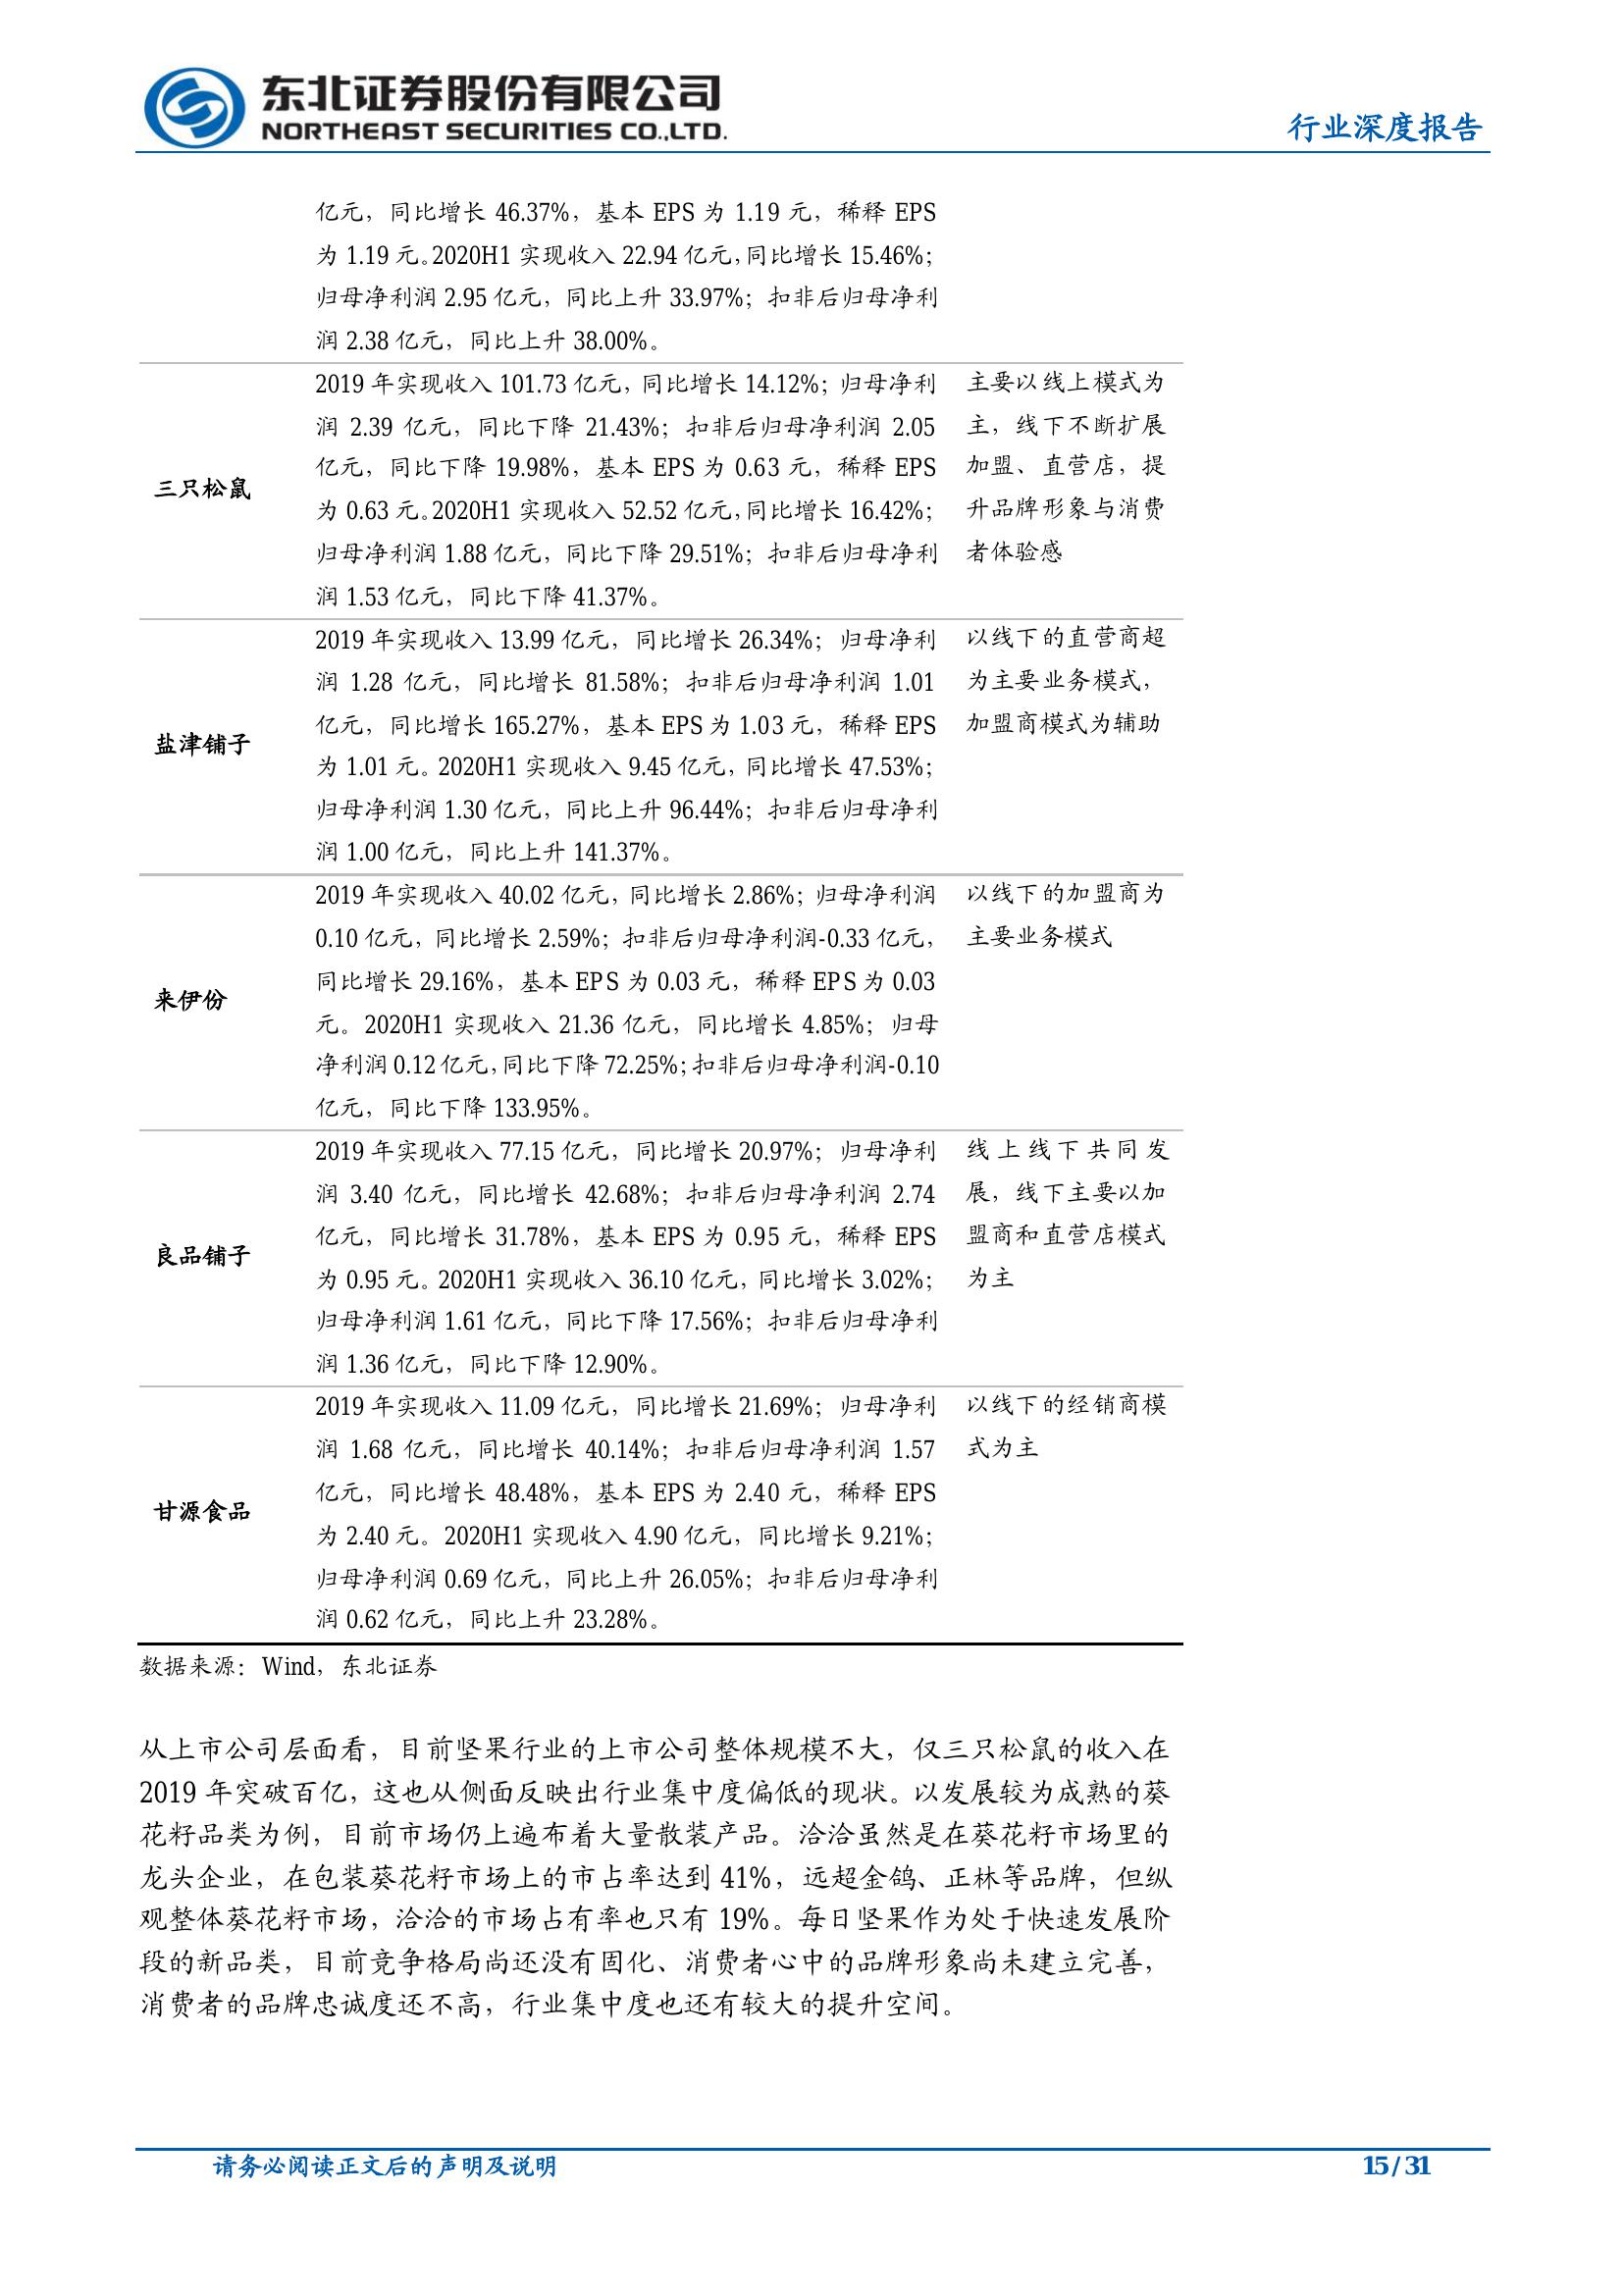 东北证券股份有限公司
NORTHEAST SECURITIES CO.,LTD.
行业深度报告
亿元，同比增长 46.37%，基本 EPS 为 1.19 元，稀释 EPS
为 1.19 元。2020H1 实现收入 22.94 亿元，同比增长 15.46%；
归母净利润 2.95 亿元，同比上升 33.97%；扣非后归母净利
润 2.38 亿元，同比上升 38.00%。
三只松鼠
2019 年实现收入 101.73 亿元，同比增长 14.12%；归母净利
润 2.39 亿元，同比下降 21.43%；扣非后归母净利润 2.05
亿元，同比下降 19.98%，基本 EPS 为 0.63 元，稀释 EPS
为 0.63 元。2020H1 实现收入 52.52 亿元，同比增长 16.42%；
归母净利润 1.88 亿元，同比下降 29.51%；扣非后归母净利
润 1.53 亿元，同比下降 41.37%。
主要以线上模式为
主，线下不断扩展
加盟、直营店，提
升品牌形象与消费
者体验感
盐津铺子
2019 年实现收入 13.99 亿元，同比增长 26.34%；归母净利
润 1.28 亿元，同比增长 81.58%；扣非后归母净利润 1.01
亿元，同比增长 165.27%，基本 EPS 为 1.03 元，稀释 EPS
为 1.01 元。2020H1 实现收入 9.45 亿元，同比增长 47.53%；
归母净利润 1.30 亿元，同比上升 96.44%；扣非后归母净利
润 1.00 亿元，同比上升 141.37%。
以线下的直营商超
为主要业务模式，
加盟商模式为辅助
来伊份
2019 年实现收入 40.02 亿元，同比增长 2.86%；归母净利润
0.10 亿元，同比增长 2.59%；扣非后归母净利润-0.33 亿元，
同比增长 29.16%，基本 EPS 为 0.03 元，稀释 EPS 为 0.03
元。2020H1 实现收入 21.36 亿元，同比增长 4.85%；归母
净利润 0.12 亿元，同比下降 72.25%；扣非后归母净利润-0.10
亿元，同比下降 133.95%。
以线下的加盟商为
主要业务模式
良品铺子
2019 年实现收入 77.15 亿元，同比增长 20.97%；归母净利
润 3.40 亿元，同比增长 42.68%；扣非后归母净利润 2.74
亿元，同比增长 31.78%，基本 EPS 为 0.95 元，稀释 EPS
为 0.95 元。2020H1 实现收入 36.10 亿元，同比增长 3.02%；
归母净利润 1.61 亿元，同比下降 17.56%；扣非后归母净利
润 1.36 亿元，同比下降 12.90%。
线上线下共同发
展，线下主要以加
盟商和直营店模式
为主
甘源食品
2019 年实现收入 11.09 亿元，同比增长 21.69%；归母净利
润 1.68 亿元，同比增长 40.14%；扣非后归母净利润 1.57
亿元，同比增长 48.48%，基本 EPS 为 2.40 元，稀释 EPS
为 2.40 元。2020H1 实现收入 4.90 亿元，同比增长 9.21%；
归母净利润 0.69 亿元，同比上升 26.05%；扣非后归母净利
润 0.62 亿元，同比上升 23.28%。
以线下的经销商模
式为主
数据来源：Wind，东北证券
从上市公司层面看，目前坚果行业的上市公司整体规模不大，仅三只松鼠的收入在
2019 年突破百亿，这也从侧面反映出行业集中度偏低的现状。以发展较为成熟的葵
花籽品类为例，目前市场仍上遍布着大量散装产品。洽洽虽然是在葵花籽市场里的
龙头企业，在包装葵花籽市场上的市占率达到 41%，远超金鸽、正林等品牌，但纵
观整体葵花籽市场，洽洽的市场占有率也只有 19%。每日坚果作为处于快速发展阶
段的新品类，目前竞争格局尚还没有固化、消费者心中的品牌形象尚未建立完善，
消费者的品牌忠诚度还不高，行业集中度也还有较大的提升空间。
请务必阅读正文后的声明及说明
15 / 31